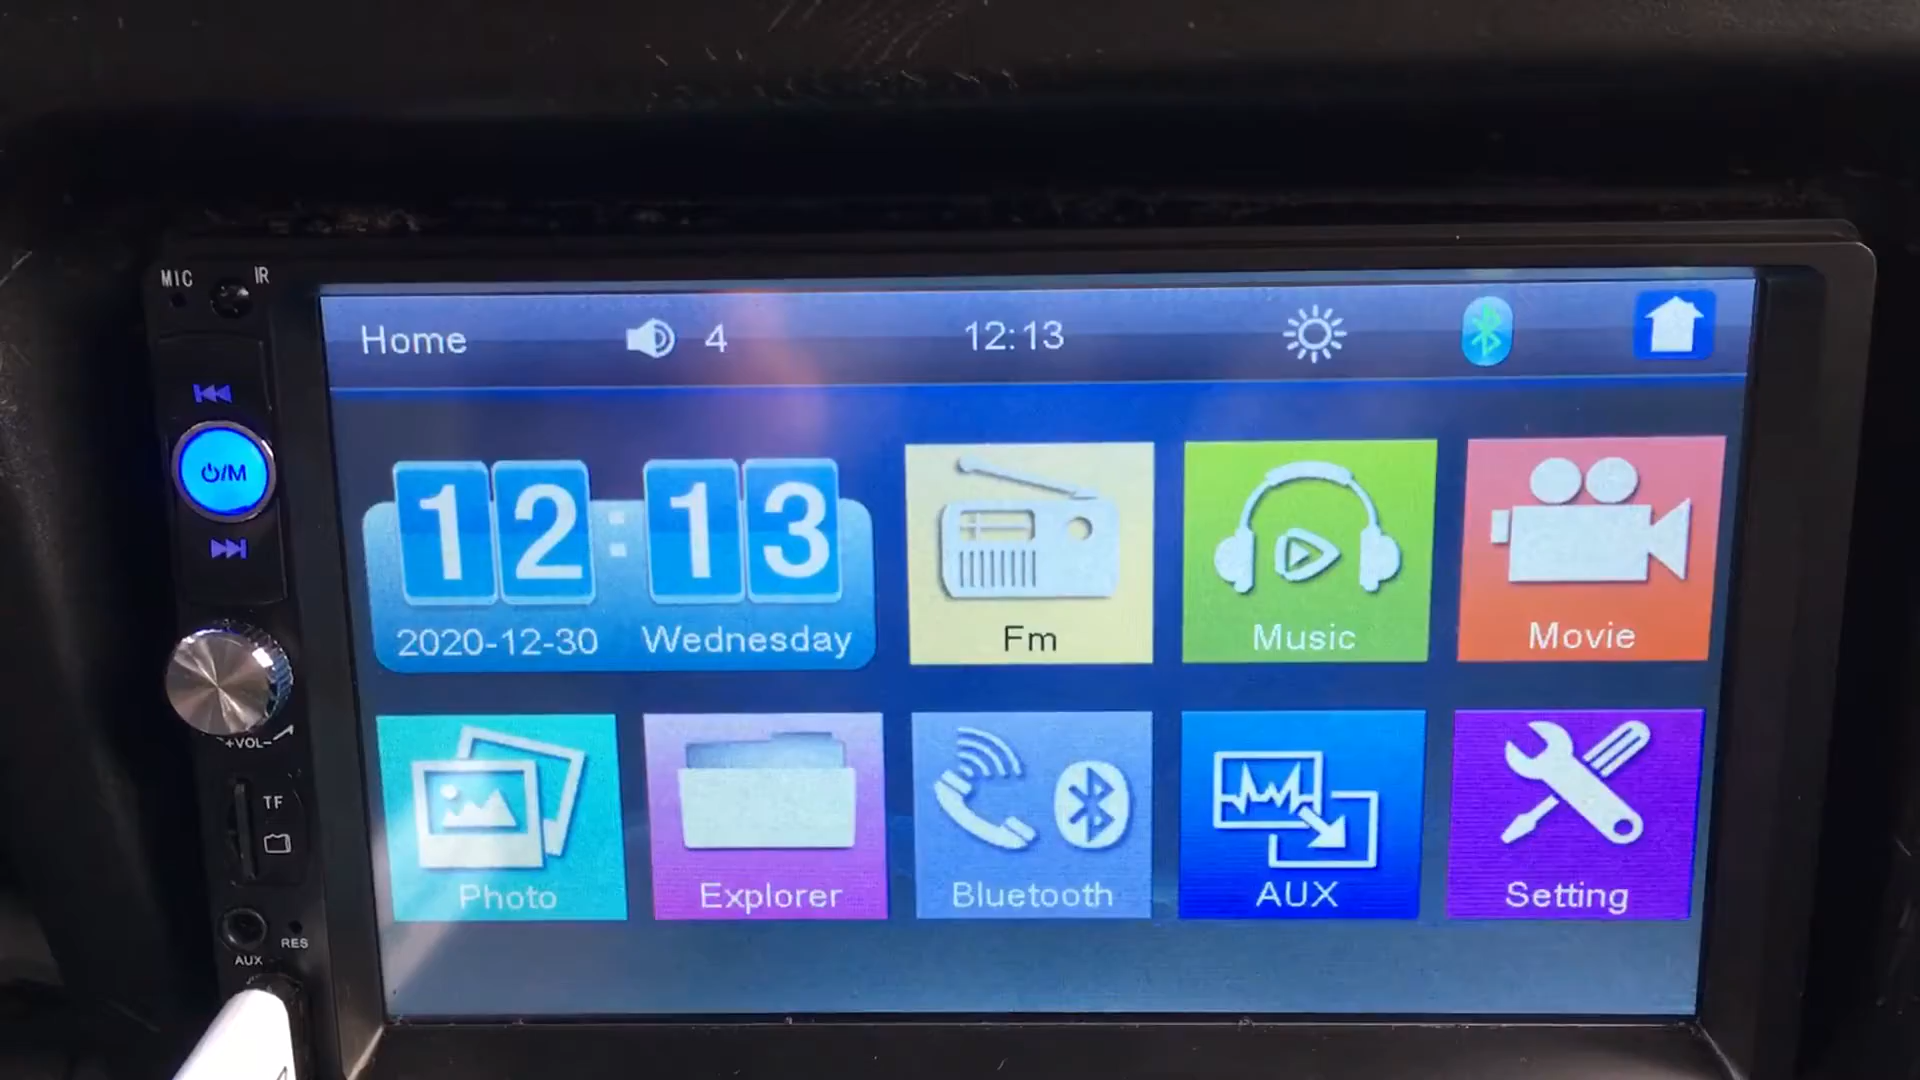 MIC IR
Home 4 12:13
⏻/M
12:13
2020-12-30 Wednesday
Fm
Music
Movie
+VOL-
TF
Photo
Explorer
Bluetooth
AUX
Setting
RES
AUX